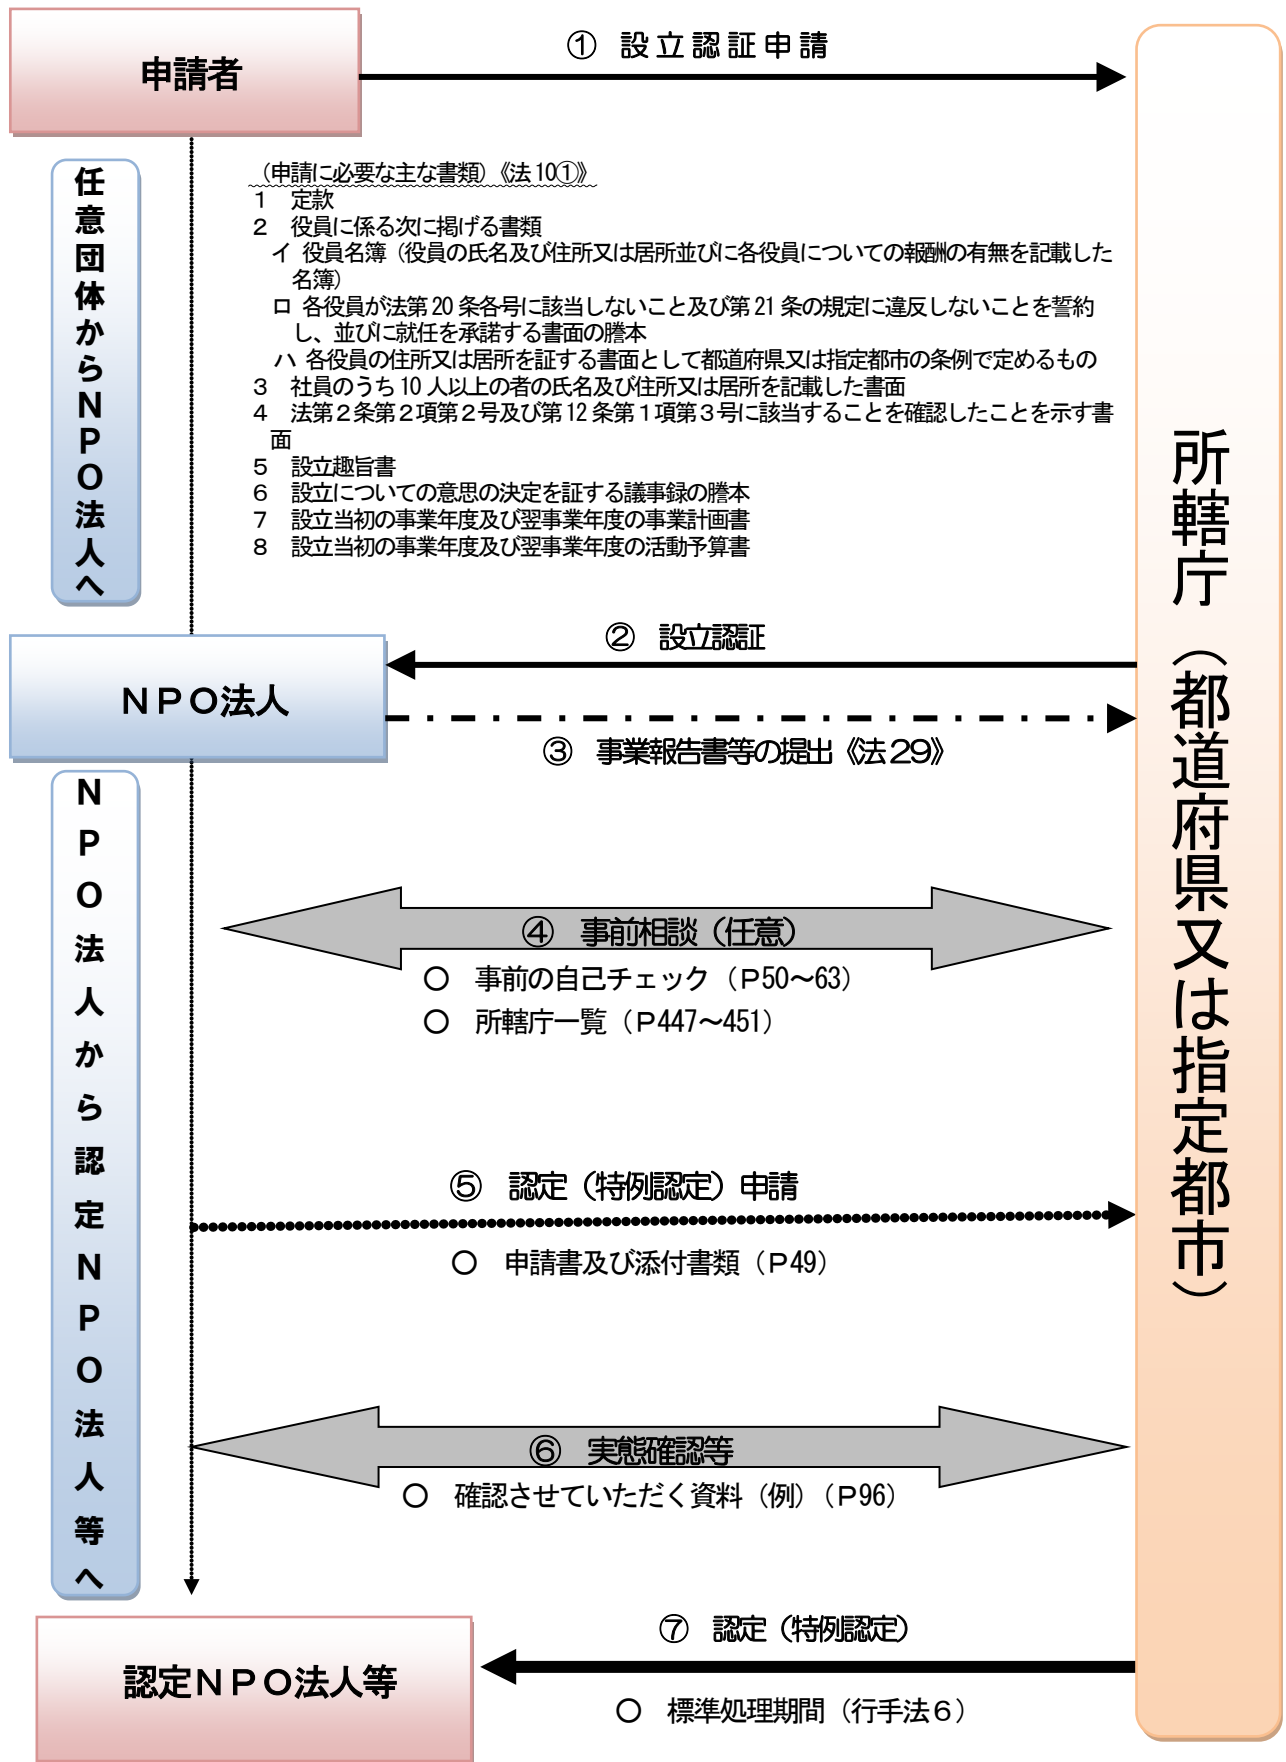 申請者
① 設立認証申請
任意団体からNPO法人へ
（申請に必要な主な書類）《法10①》
1 定款
2 役員に係る次に掲げる書類
イ 役員名簿（役員の氏名及び住所又は居所並びに各役員についての報酬の有無を記載した
名簿）
ロ 各役員が法第20条各号に該当しないこと及び第21条の規定に違反しないことを誓約
し、並びに就任を承諾する書面の謄本
ハ 各役員の住所又は居所を証する書面として都道府県又は指定都市の条例で定めるもの
3 社員のうち10人以上の者の氏名及び住所又は居所を記載した書面
4 法第２条第２項第２号及び第12条第１項第３号に該当することを確認したことを示す書
面
5 設立趣旨書
6 設立についての意思の決定を証する議事録の謄本
7 設立当初の事業年度及び翌事業年度の事業計画書
8 設立当初の事業年度及び翌事業年度の活動予算書
所轄庁（都道府県又は指定都市）
② 設立認証
ＮＰＯ法人
③ 事業報告書等の提出《法29》
NPO法人から認定NPO法人等へ
④ 事前相談（任意）
○ 事前の自己チェック（Ｐ50～63）
○ 所轄庁一覧（Ｐ447～451）
⑤ 認定（特例認定）申請
○ 申請書及び添付書類（Ｐ49）
⑥ 実態確認等
○ 確認させていただく資料（例）（Ｐ96）
⑦ 認定（特例認定）
認定ＮＰＯ法人等
○ 標準処理期間（行手法６）